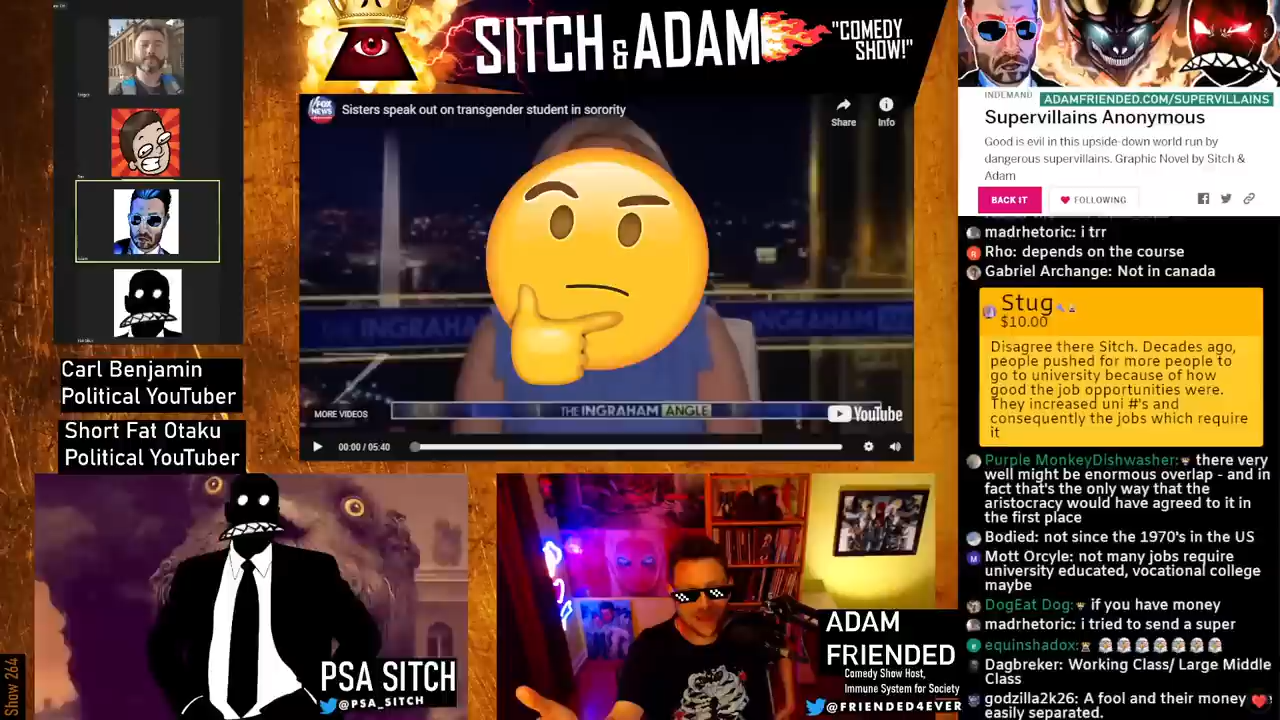 SITCH & ADAM
"COMEDY
SHOW!"
FOX
NEWS
Sisters speak out on transgender student in sorority
Share
Info
INGRAHA
INGRAHAM
MORE VIDEOS
THE INGRAHAM ANGLE
YouTube
00:00 / 05:40
Carl Benjamin
Political YouTuber
Short Fat Otaku
Political YouTuber
PSA SITCH
@PSA_SITCH
Show 264
ADAM
FRIENDED
Comedy Show Host,
Immune System for Society
@FRIENDED4EVER
INDEMAND
ADAMFRIENDED.COM/SUPERVILLAINS
Supervillains Anonymous
Good is evil in this upside-down world run by
dangerous supervillains. Graphic Novel by Sitch &
Adam
BACK IT
FOLLOWING
madrhetoric: i trr
R
Rho: depends on the course
Gabriel Archange: Not in canada
Stug
$10.00
Disagree there Sitch. Decades ago,
people pushed for more people to
go to university because of how
good the job opportunities were.
They increased uni #'s and
consequently the jobs which require
it
Purple MonkeyDishwasher: there very
well might be enormous overlap - and in
fact that's the only way that the
aristocracy would have agreed to it in
the first place
Bodied: not since the 1970's in the US
M
Mott Orcyle: not many jobs require
university educated, vocational college
maybe
DogEat Dog: if you have money
madrhetoric: i tried to send a super
e
equinshadox:
Dagbreker: Working Class/ Large Middle
Class
godzilla2k26: A fool and their money
easily separated.